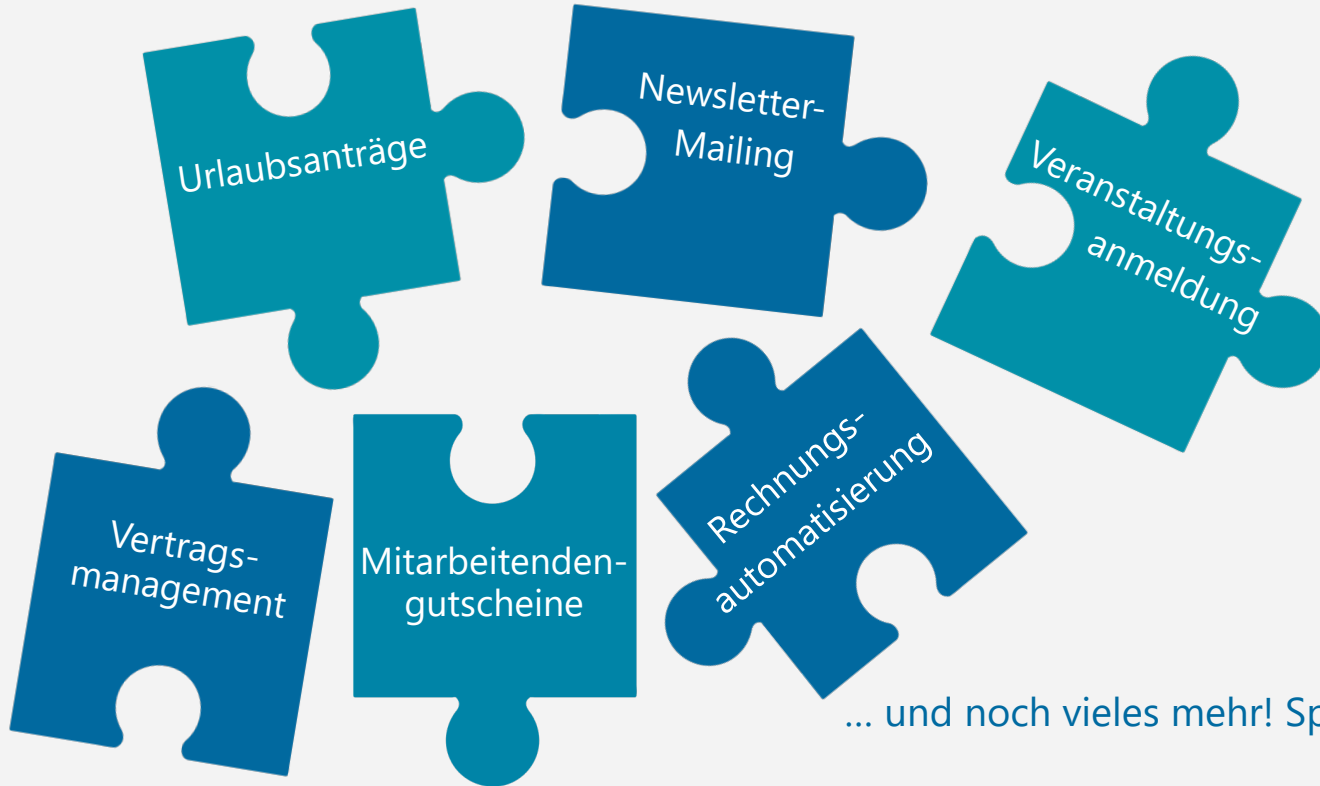 Urlaubsanträge
Newsletter-
Mailing
Veranstaltungs-
anmeldung
Vertrags-
management
Mitarbeitenden-
gutscheine
Rechnungs-
automatisierung
... und noch vieles mehr!